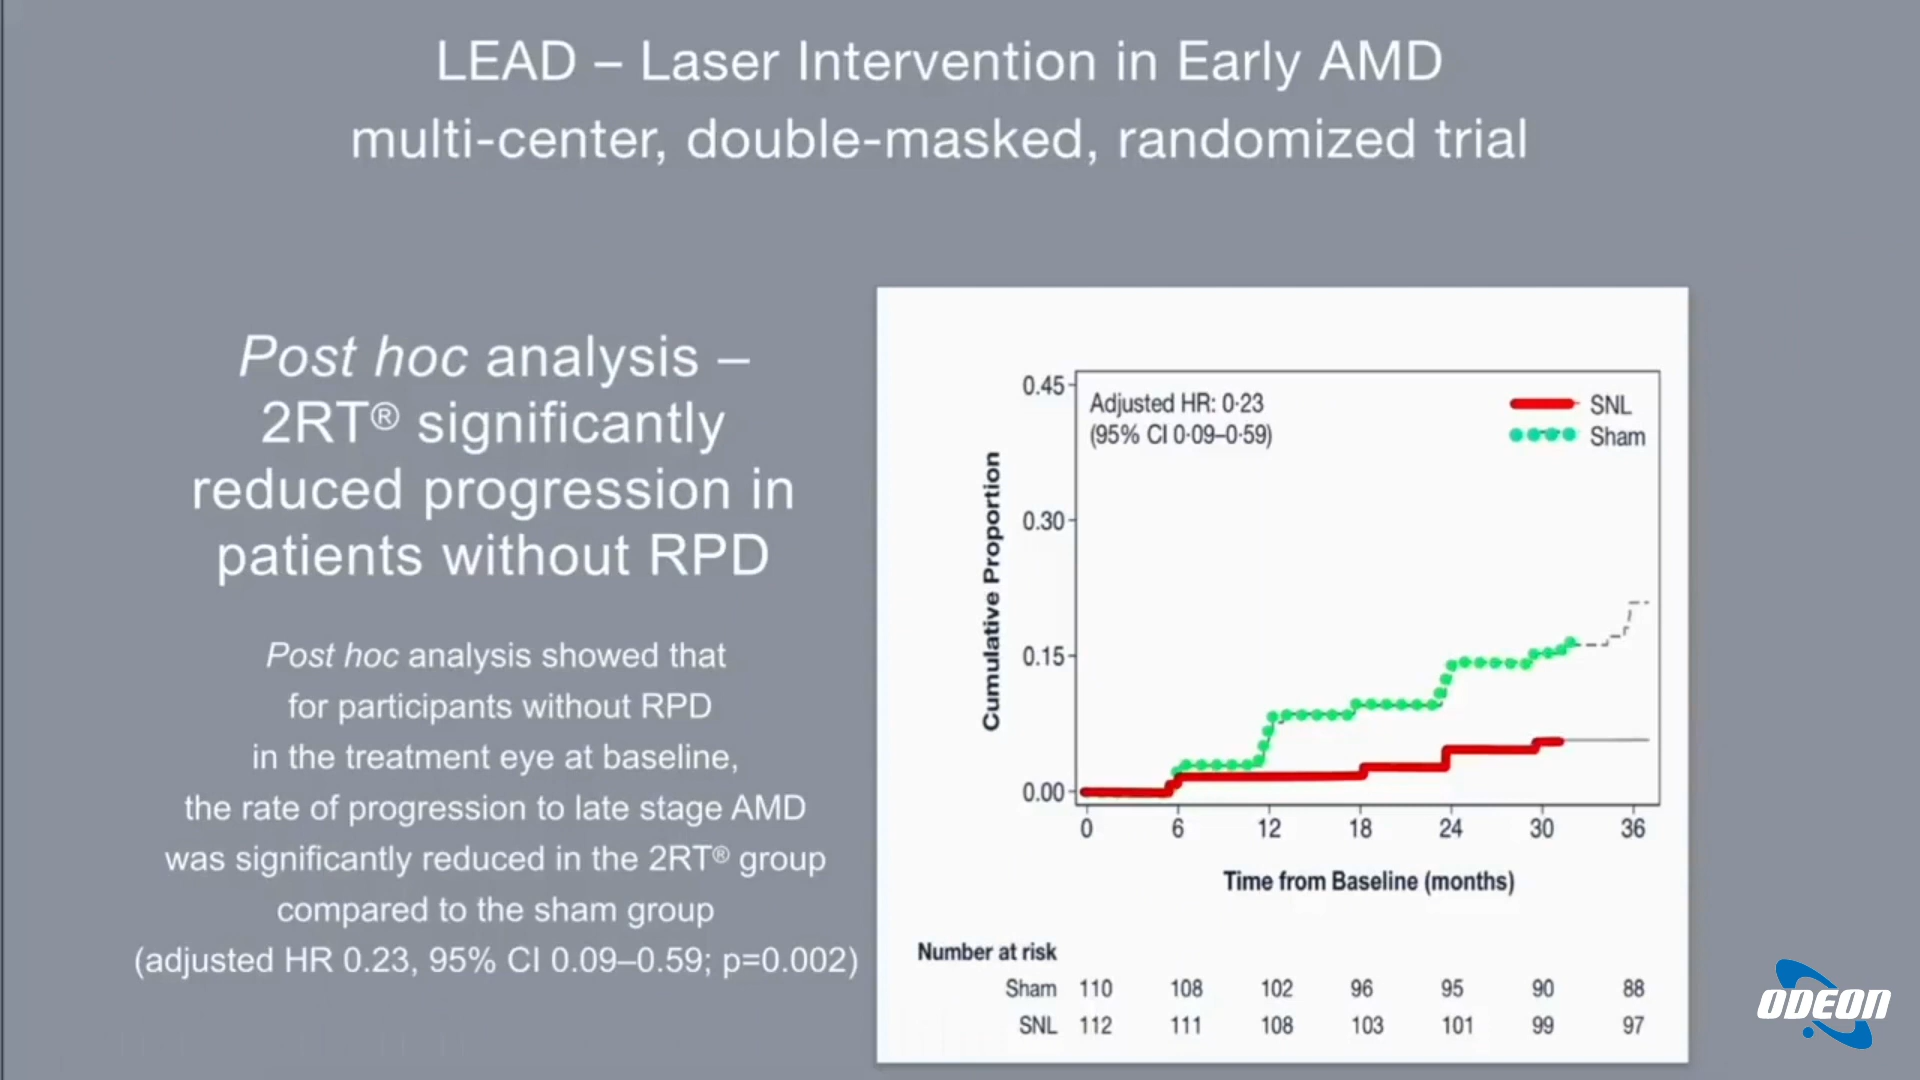 LEAD – Laser Intervention in Early AMD
multi-center, double-masked, randomized trial
Post hoc analysis –
2RT® significantly
reduced progression in
patients without RPD
Post hoc analysis showed that
for participants without RPD
in the treatment eye at baseline,
the rate of progression to late stage AMD
was significantly reduced in the 2RT® group
compared to the sham group
(adjusted HR 0.23, 95% CI 0.09–0.59; p=0.002)
Adjusted HR: 0·23
(95% CI 0·09–0·59)
SNL
Sham
Cumulative Proportion
0.45
0.30
0.15
0.00
0 6 12 18 24 30 36
Time from Baseline (months)
Number at risk
Sham 110 108 102 96 95 90 88
SNL 112 111 108 103 101 99 97
ODEON